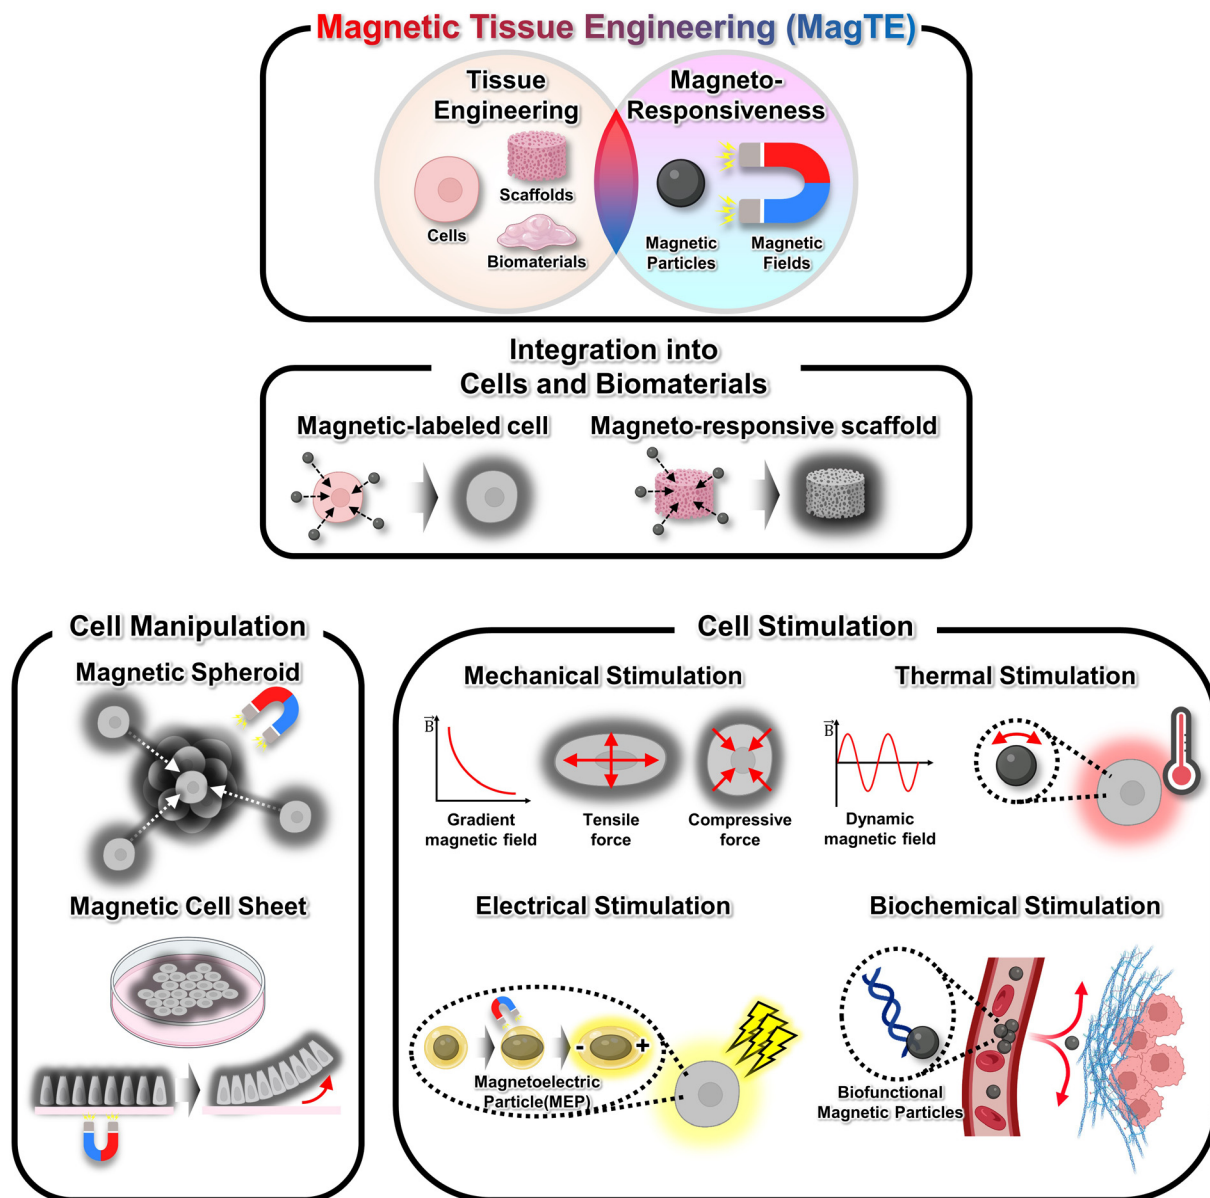 Magnetic Tissue Engineering (MagTE)
Tissue
Engineering
Cells
Scaffolds
Biomaterials
Magneto-
Responsiveness
Magnetic
Particles
Magnetic
Fields
Integration into
Cells and Biomaterials
Magnetic-labeled cell
Magneto-responsive scaffold
Cell Manipulation
Magnetic Spheroid
Magnetic Cell Sheet
Cell Stimulation
Mechanical Stimulation
B⃗
Gradient
magnetic field
Tensile
force
Compressive
force
Thermal Stimulation
B⃗
Dynamic
magnetic field
Electrical Stimulation
- +
Magnetoelectric
Particle(MEP)
Biochemical Stimulation
Biofunctional
Magnetic Particles